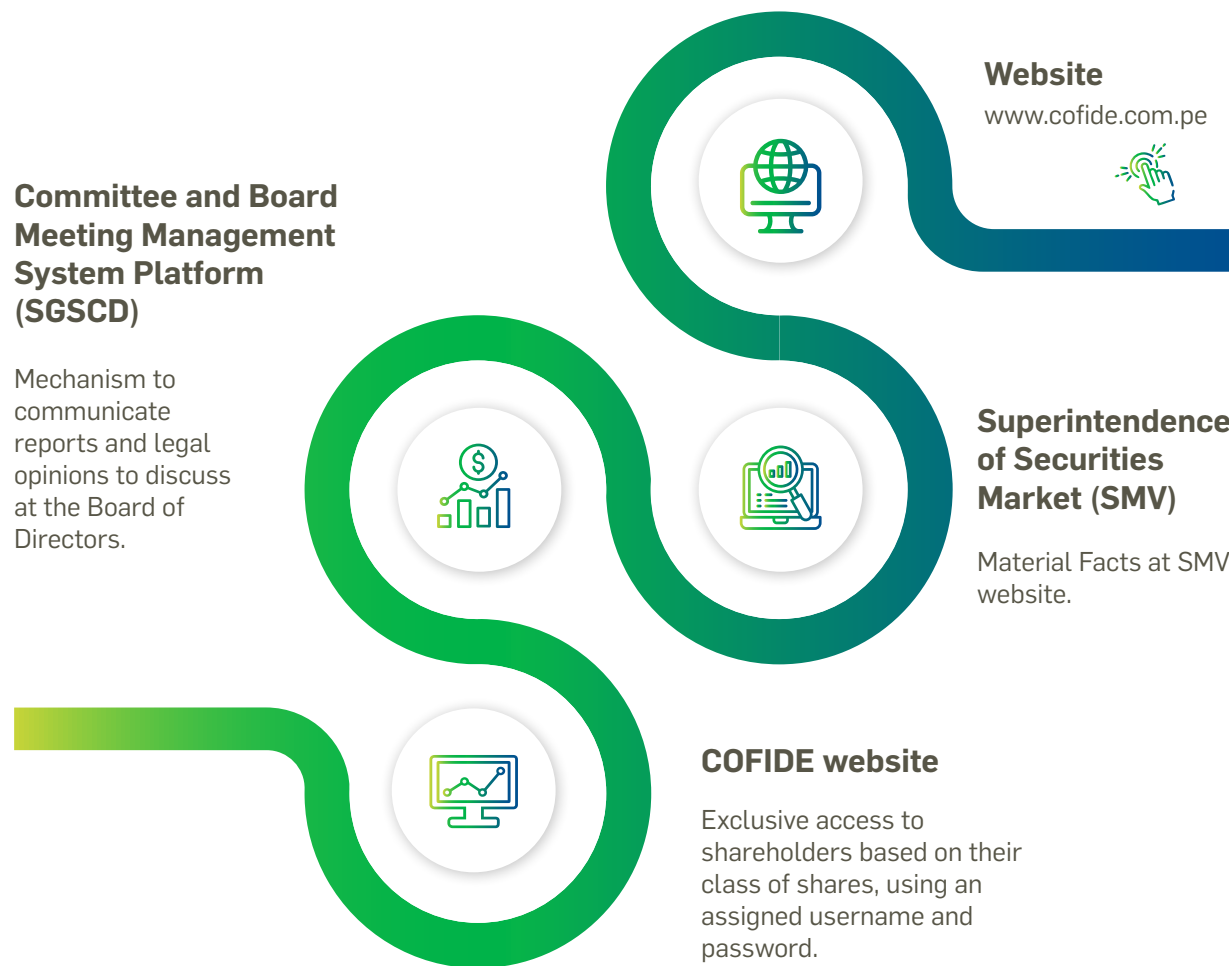 Website
www.cofide.com.pe
Committee and Board
Meeting Management
System Platform
(SGSCD)
Mechanism to
communicate
reports and legal
opinions to discuss
at the Board of
Directors.
$
Superintendence
of Securities
Market (SMV)
Material Facts at SMV
website.
COFIDE website
Exclusive access to
shareholders based on their
class of shares, using an
assigned username and
password.